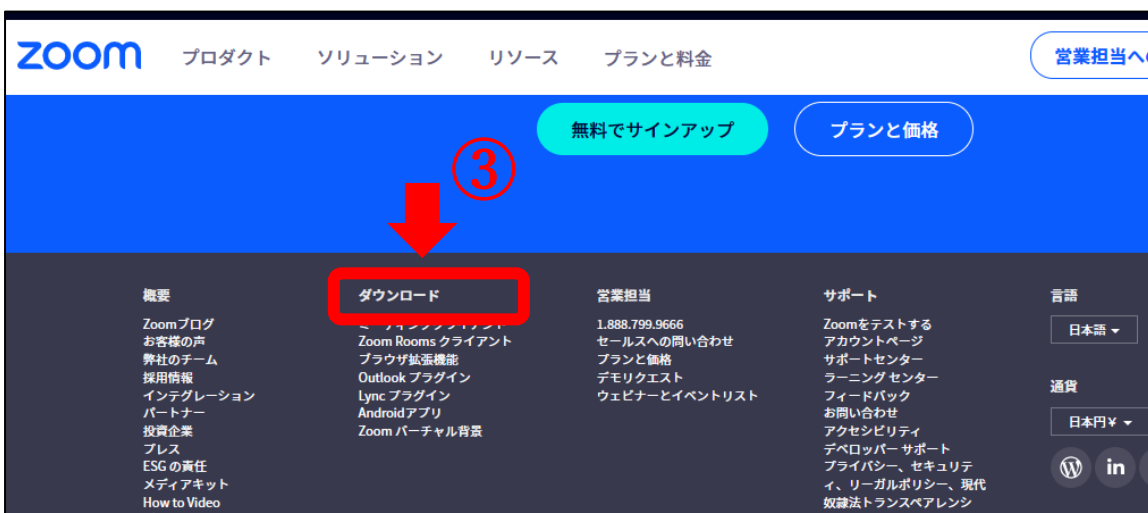 zoom
プロダクト
ソリューション
リソース
プランと料金
営業担当へ
無料でサインアップ
プランと価格
③
概要
Zoomブログ
お客様の声
弊社のチーム
採用情報
インテグレーション
パートナー
投資企業
プレス
ESG の責任
メディアキット
How to Video
ダウンロード
Zoom Rooms クライアント
ブラウザ拡張機能
Outlook プラグイン
Lync プラグイン
Androidアプリ
Zoom バーチャル背景
営業担当
1.888.799.9666
セールスへの問い合わせ
プランと価格
デモリクエスト
ウェビナーとイベントリスト
サポート
Zoomをテストする
アカウントページ
サポートセンター
ラーニング センター
フィードバック
お問い合わせ
アクセシビリティ
デベロッパー サポート
プライバシー、セキュリテ
ィ、リーガルポリシー、現代
奴隷法トランスペアレンシ
言語
日本語
通貨
日本円¥
in